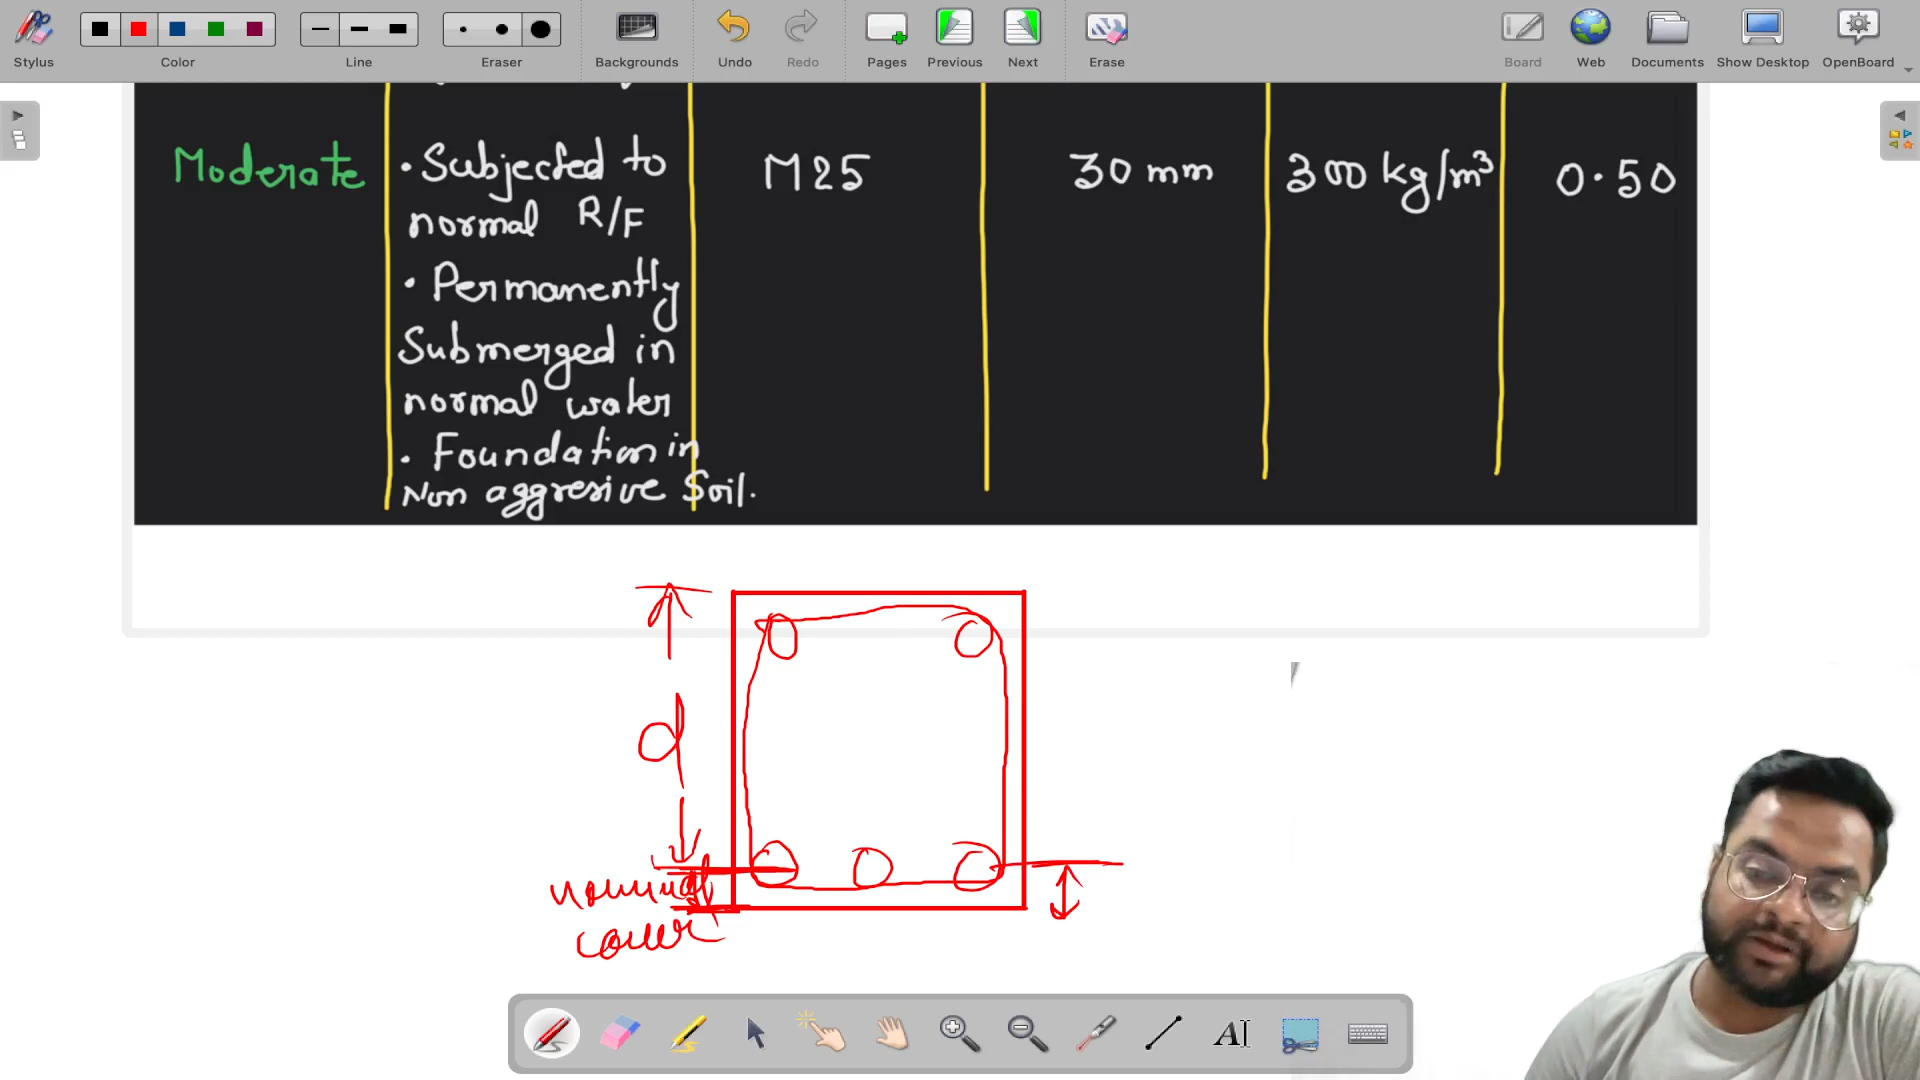 Stylus
Color
Line
Eraser
Backgrounds
Undo
Redo
Pages
Previous
Next
Erase
Board
Web
Documents
Show Desktop
OpenBoard
Moderate
• Subjected to
normal R/F
• Permanently
Submerged in
normal water
• Foundation in
Non aggresive Soil.
M25
30 mm
300 kg/m³
0.50
d
nominal
cover